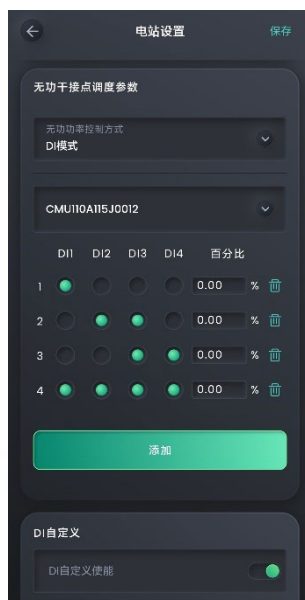 电站设置 保存
无功干接点调度参数
无功功率控制方式
DI模式
CMU110A115J0012
DI1 DI2 DI3 DI4 百分比
1 0.00 %
2 0.00 %
3 0.00 %
4 0.00 %
添加
DI自定义
DI自定义使能